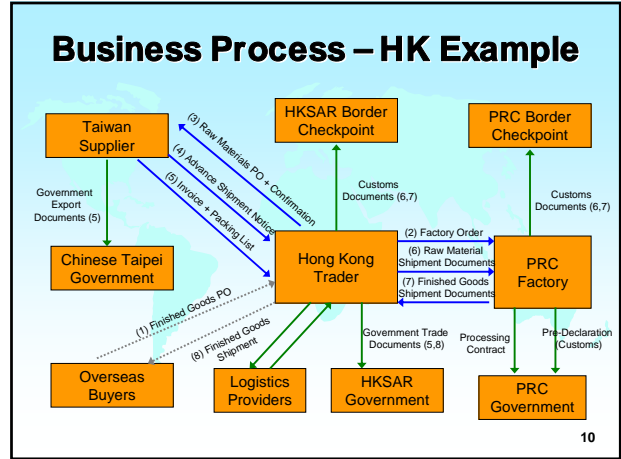 Business Process – HK Example
HKSAR Border
Checkpoint
PRC Border
Checkpoint
Taiwan
Supplier
(3) Raw Materials PO + Confirmation
(4) Advance Shipment Notice
(5) Invoice + Packing List
Government
Export
Documents (5)
Customs
Documents (6,7)
Customs
Documents (6,7)
(2) Factory Order
(6) Raw Material
Shipment Documents
(7) Finished Goods
Shipment Documents
Chinese Taipei
Government
Hong Kong
Trader
PRC
Factory
(1) Finished Goods PO
(8) Finished Goods
Shipment
Government Trade
Documents (5,8)
Processing
Contract
Pre-Declaration
(Customs)
Overseas
Buyers
Logistics
Providers
HKSAR
Government
PRC
Government
10